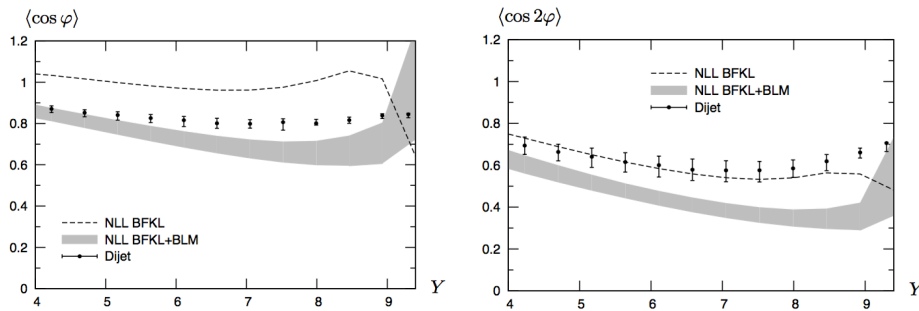 ⟨cos φ⟩
1.2
1
0.8
0.6
0.4
0.2
0
NLL BFKL
NLL BFKL+BLM
Dijet
4 5 6 7 8 9 Y
⟨cos 2φ⟩
1.2
1
0.8
0.6
0.4
0.2
0
NLL BFKL
NLL BFKL+BLM
Dijet
4 5 6 7 8 9 Y